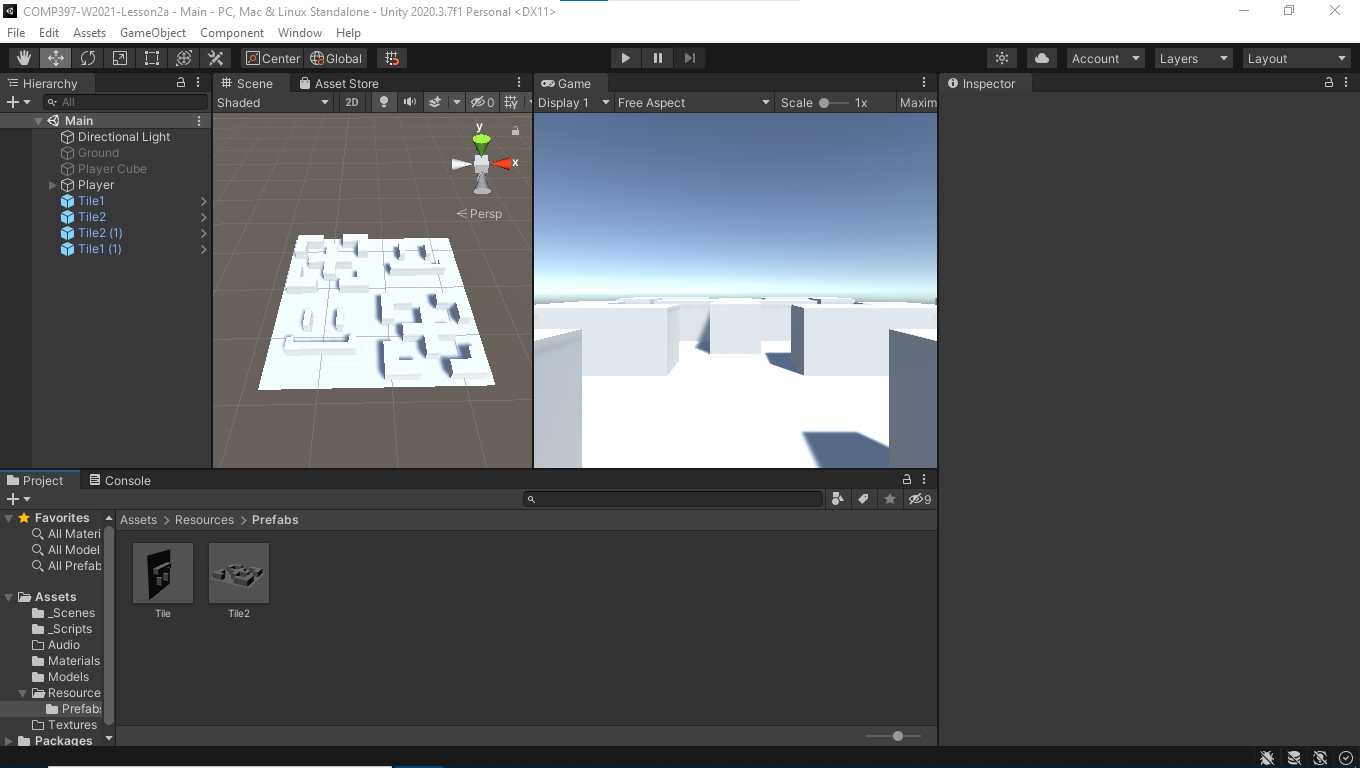 COMP397-W2021-Lesson2a - Main - PC, Mac & Linux Standalone - Unity 2020.3.7f1 Personal <DX11>
File Edit Assets GameObject Component Window Help
Center Global Account Layers Layout
Hierarchy
All
Main
Directional Light
Ground
Player Cube
Player
Tile1
Tile2
Tile2 (1)
Tile1 (1)
Scene Asset Store
Shaded 2D 0
y
x
Persp
Game
Display 1 Free Aspect Scale 1x Maxim
Inspector
Project Console
9
Favorites
All Materi
All Model
All Prefab
Assets
_Scenes
_Scripts
Audio
Materials
Models
Resource
Prefabs
Textures
Packages
Assets > Resources > Prefabs
Tile Tile2